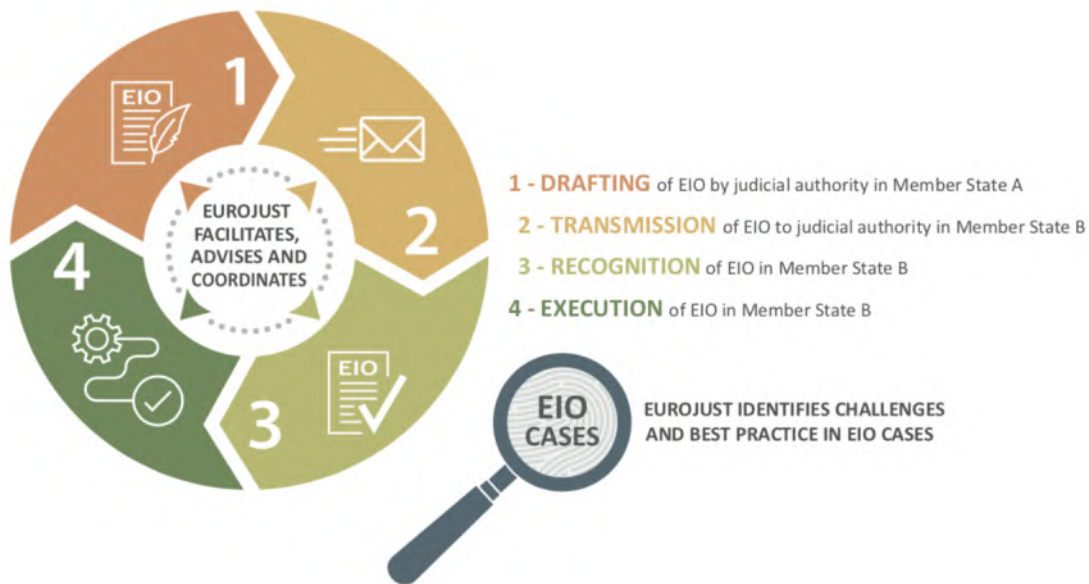 EIO
1
2
EUROJUST
FACILITATES,
ADVISES AND
COORDINATES
4
EIO
3
1 - DRAFTING of EIO by judicial authority in Member State A
2 - TRANSMISSION of EIO to judicial authority in Member State B
3 - RECOGNITION of EIO in Member State B
4 - EXECUTION of EIO in Member State B
EIO
CASES
EUROJUST IDENTIFIES CHALLENGES
AND BEST PRACTICE IN EIO CASES